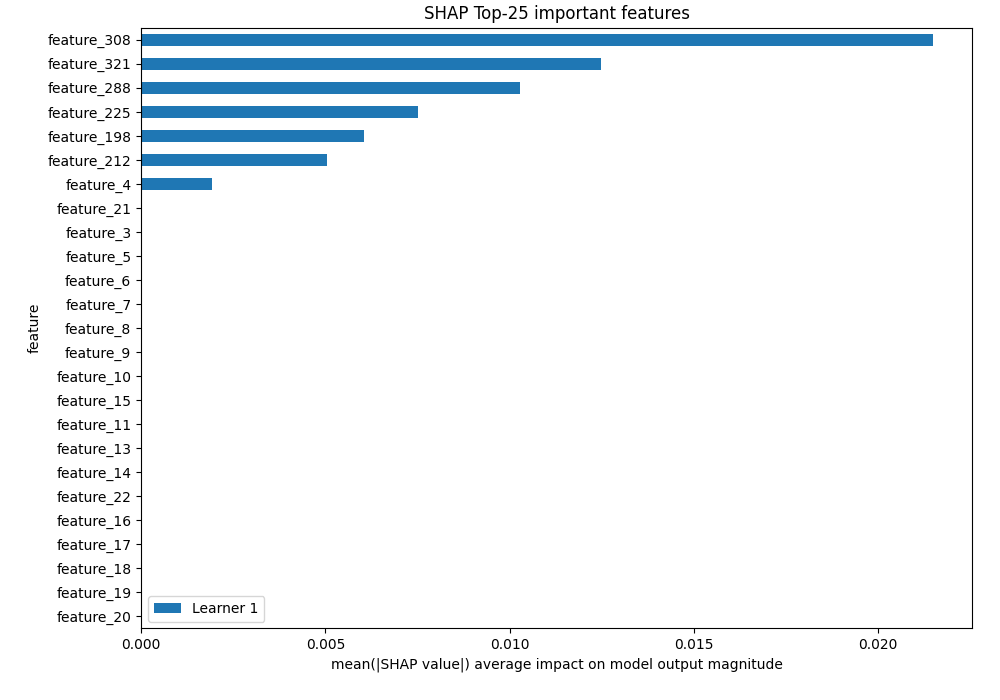 SHAP Top-25 important features
feature_308
feature_321
feature_288
feature_225
feature_198
feature_212
feature_4
feature_21
feature_3
feature_5
feature_6
feature_7
feature_8
feature_9
feature_10
feature_15
feature_11
feature_13
feature_14
feature_22
feature_16
feature_17
feature_18
feature_19
feature_20
feature
Learner 1
0.000 0.005 0.010 0.015 0.020
mean(|SHAP value|) average impact on model output magnitude